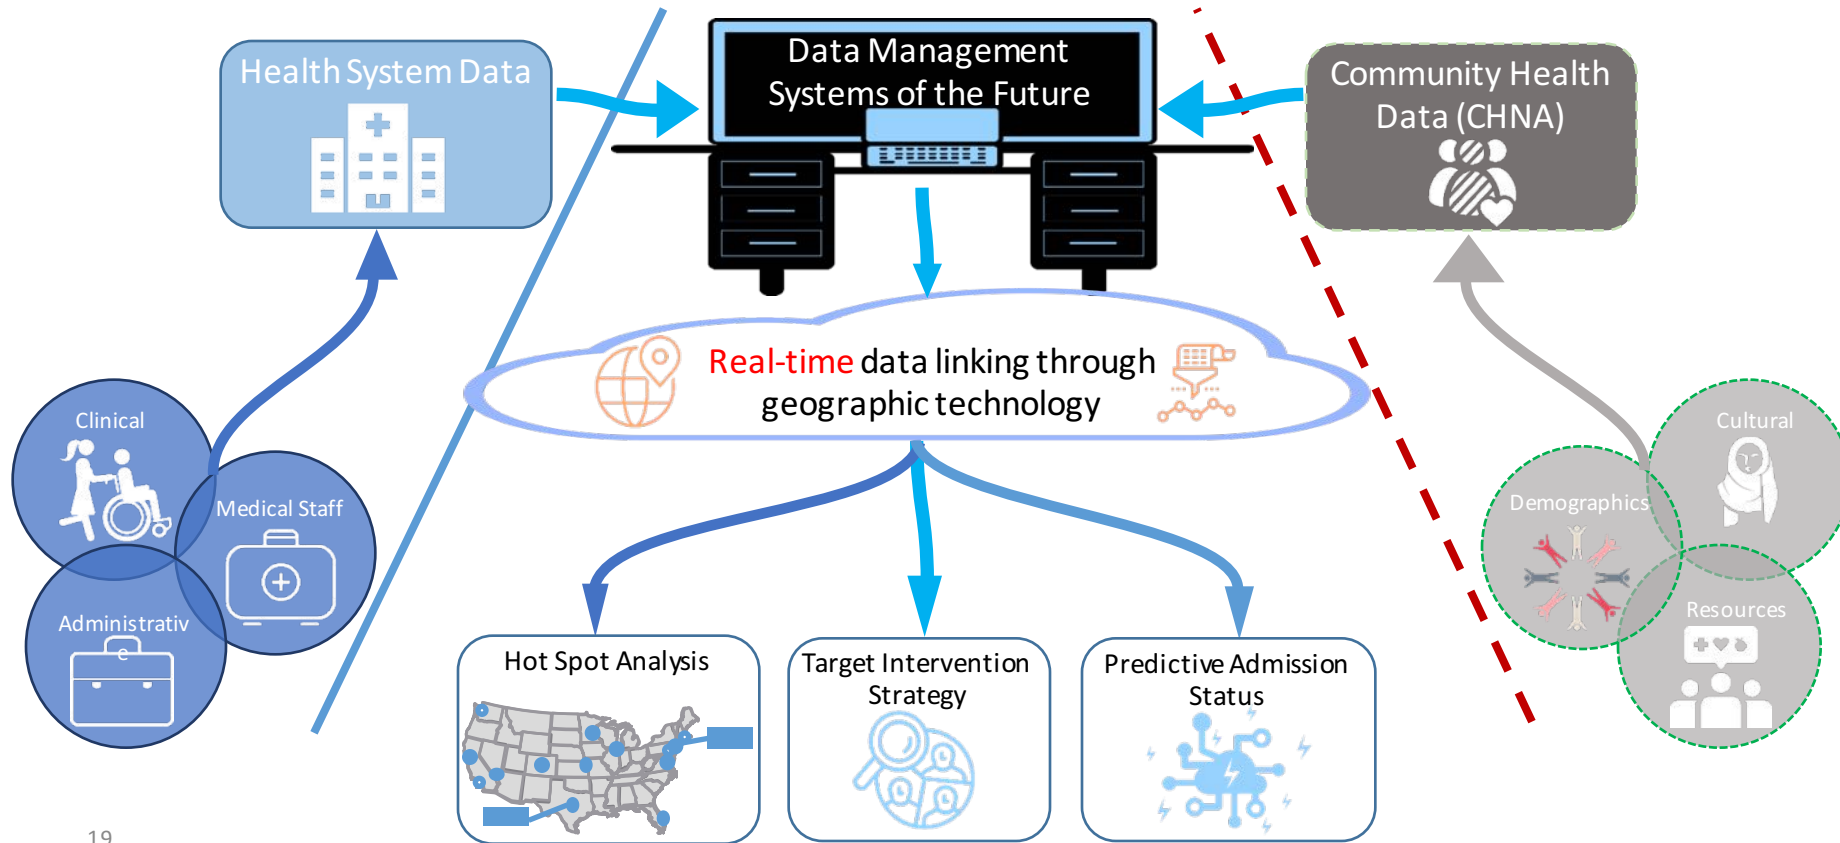 Health System Data
Data Management
Systems of the Future
Community Health
Data (CHNA)
Real-time data linking through
geographic technology
Clinical
Medical Staff
Administrativ
e
Cultural
Demographics
Resources
Hot Spot Analysis
Target Intervention
Strategy
Predictive Admission
Status
19